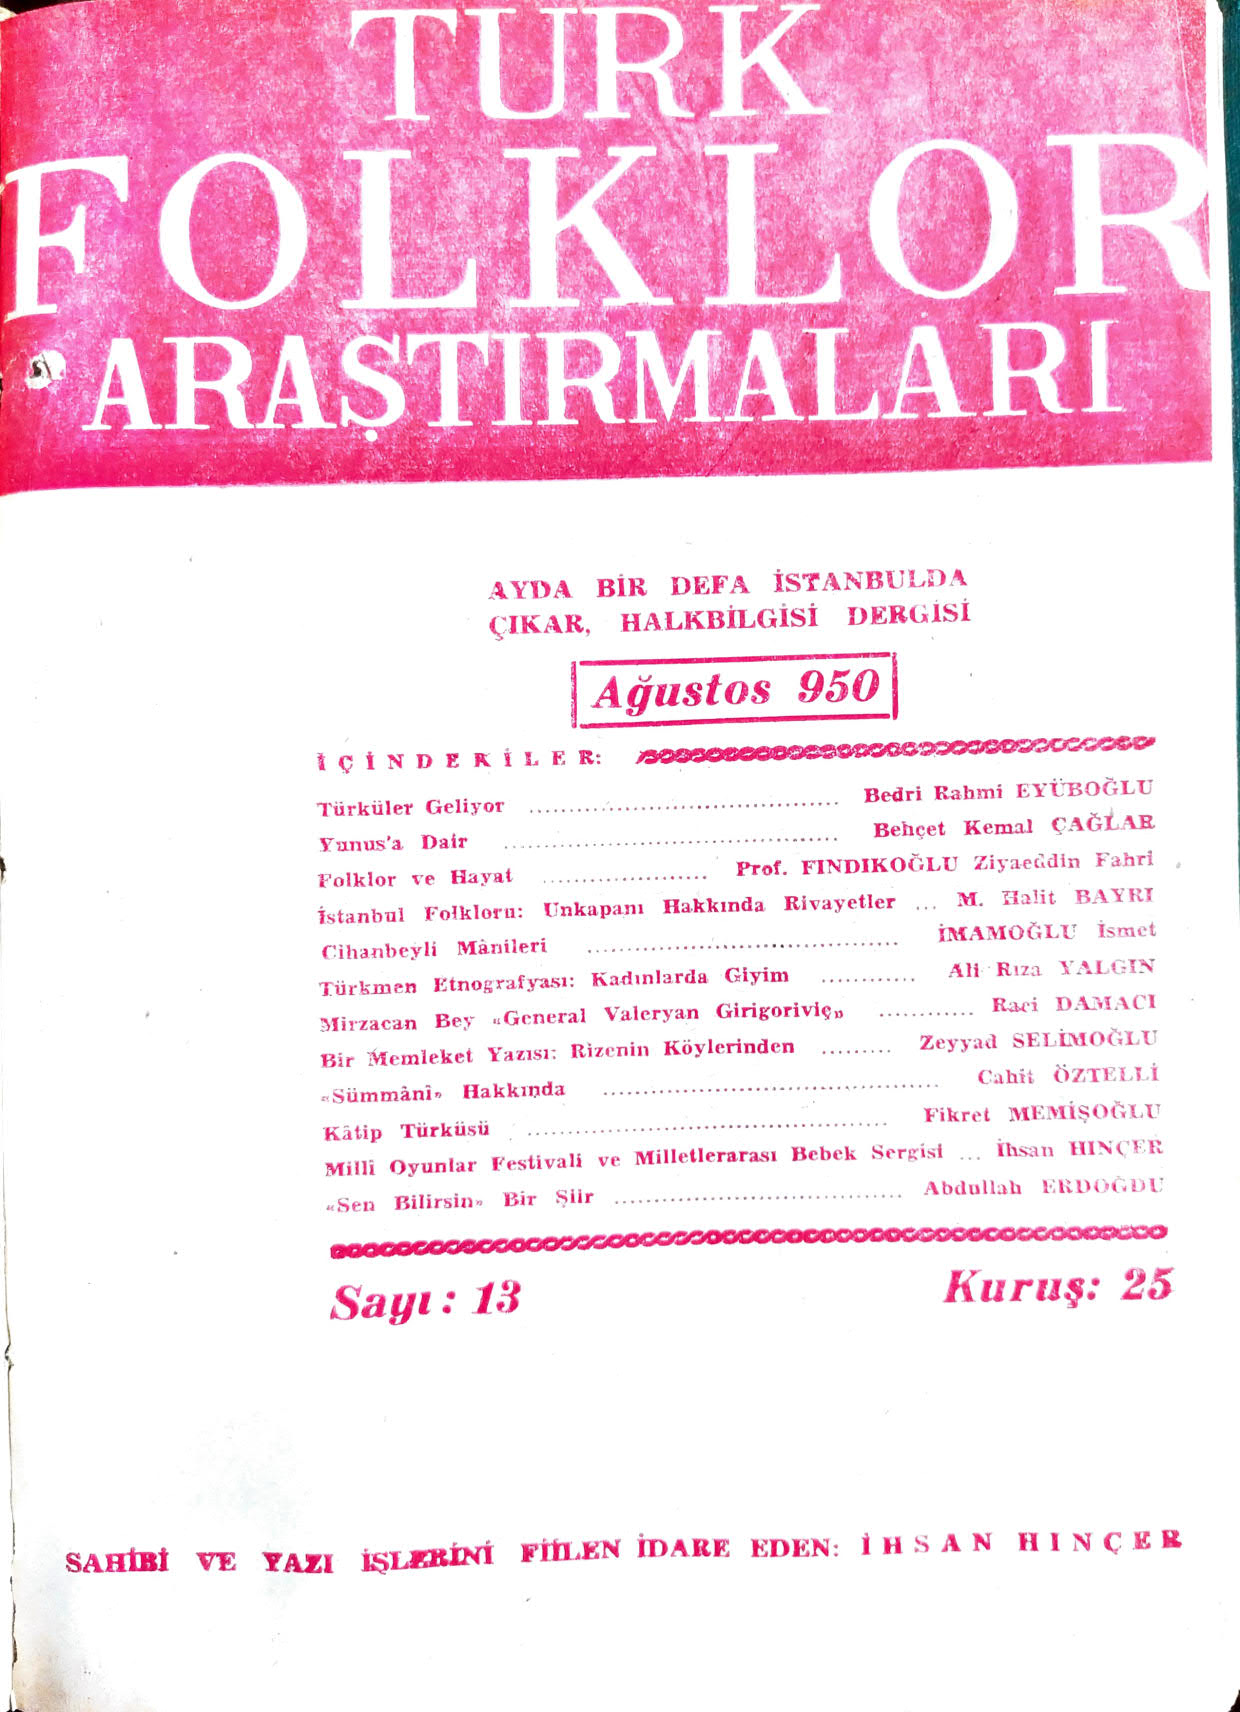 TÜRK
FOLKLOR
ARAŞTIRMALARI
AYDA BİR DEFA İSTANBULDA
ÇIKAR, HALKBİLGİSİ DERGİSİ
Ağustos 950
İÇİNDEKİLER:
Türküler Geliyor ........................................ Bedri Rahmi EYÜBOĞLU
Yunus'a Dair ........................................... Behçet Kemal ÇAĞLAR
Folklor ve Hayat ..................... Prof. FINDIKOĞLU Ziyaeddin Fahri
İstanbul Folkloru: Unkapanı Hakkında Rivayetler ... M. Halit BAYRI
Cihanbeyli Mânileri ........................................ İMAMOĞLU İsmet
Türkmen Etnografyası: Kadınlarda Giyim ............ Ali Rıza YALGIN
Mirzacan Bey «General Valeryan Girigoriviç» ............ Raci DAMACI
Bir Memleket Yazısı: Rizenin Köylerinden ......... Zeyyad SELİMOĞLU
«Sümmânî» Hakkında ........................................... Cahit ÖZTELLİ
Kâtip Türküsü .............................................. Fikret MEMİŞOĞLU
Millî Oyunlar Festivali ve Milletlerarası Bebek Sergisi ... İhsan HINÇER
«Sen Bilirsin» Bir Şiir ..................................... Abdullah ERDOĞDU
Sayı: 13 Kuruş: 25
SAHİBİ VE YAZI İŞLERİNİ FİİLEN İDARE EDEN: İHSAN HINÇER